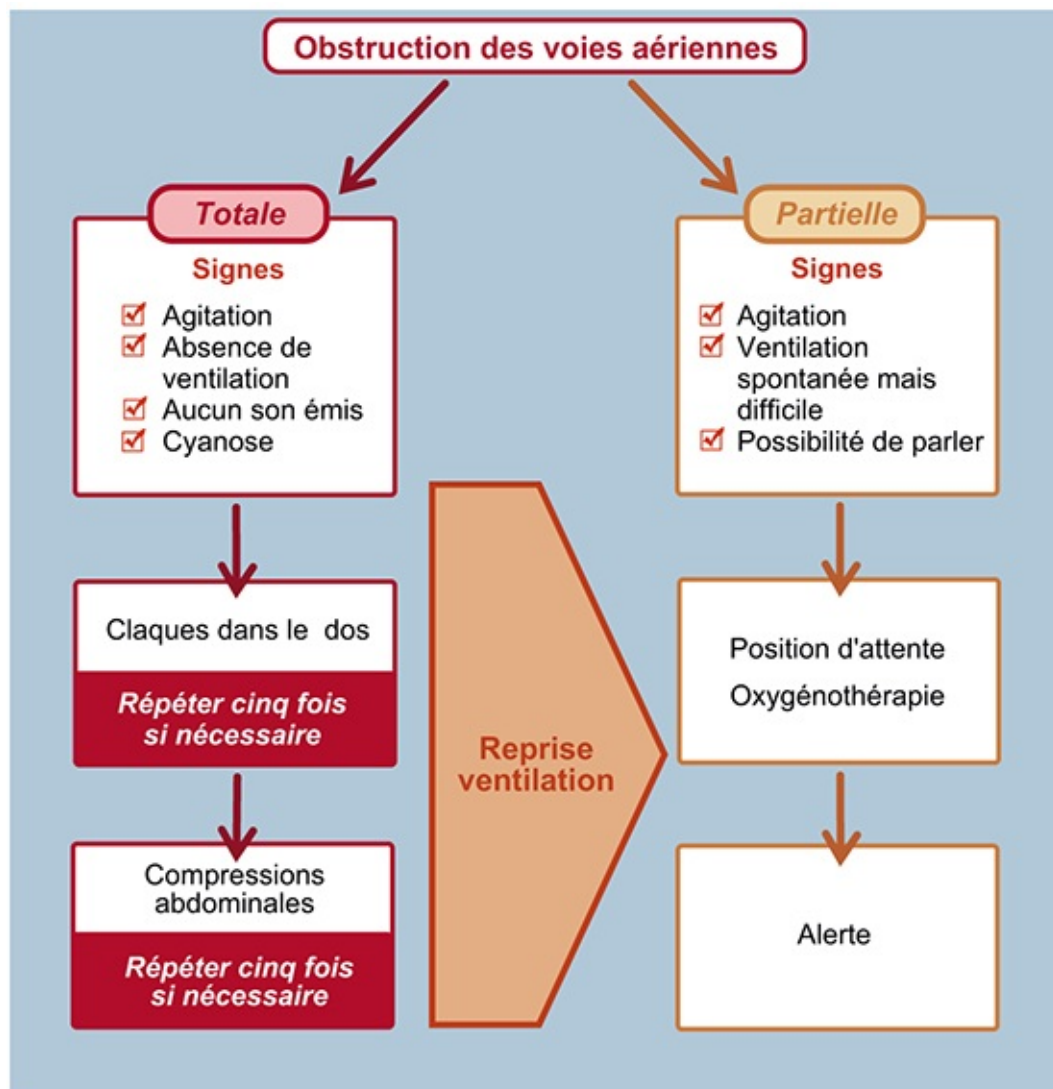 Obstruction des voies aériennes
Totale
Signes
Agitation
Absence de
ventilation
Aucun son émis
Cyanose
Claques dans le dos
Répéter cinq fois
si nécessaire
Compressions
abdominales
Répéter cinq fois
si nécessaire
Reprise
ventilation
Partielle
Signes
Agitation
Ventilation
spontanée mais
difficile
Possibilité de parler
Position d'attente
Oxygénothérapie
Alerte